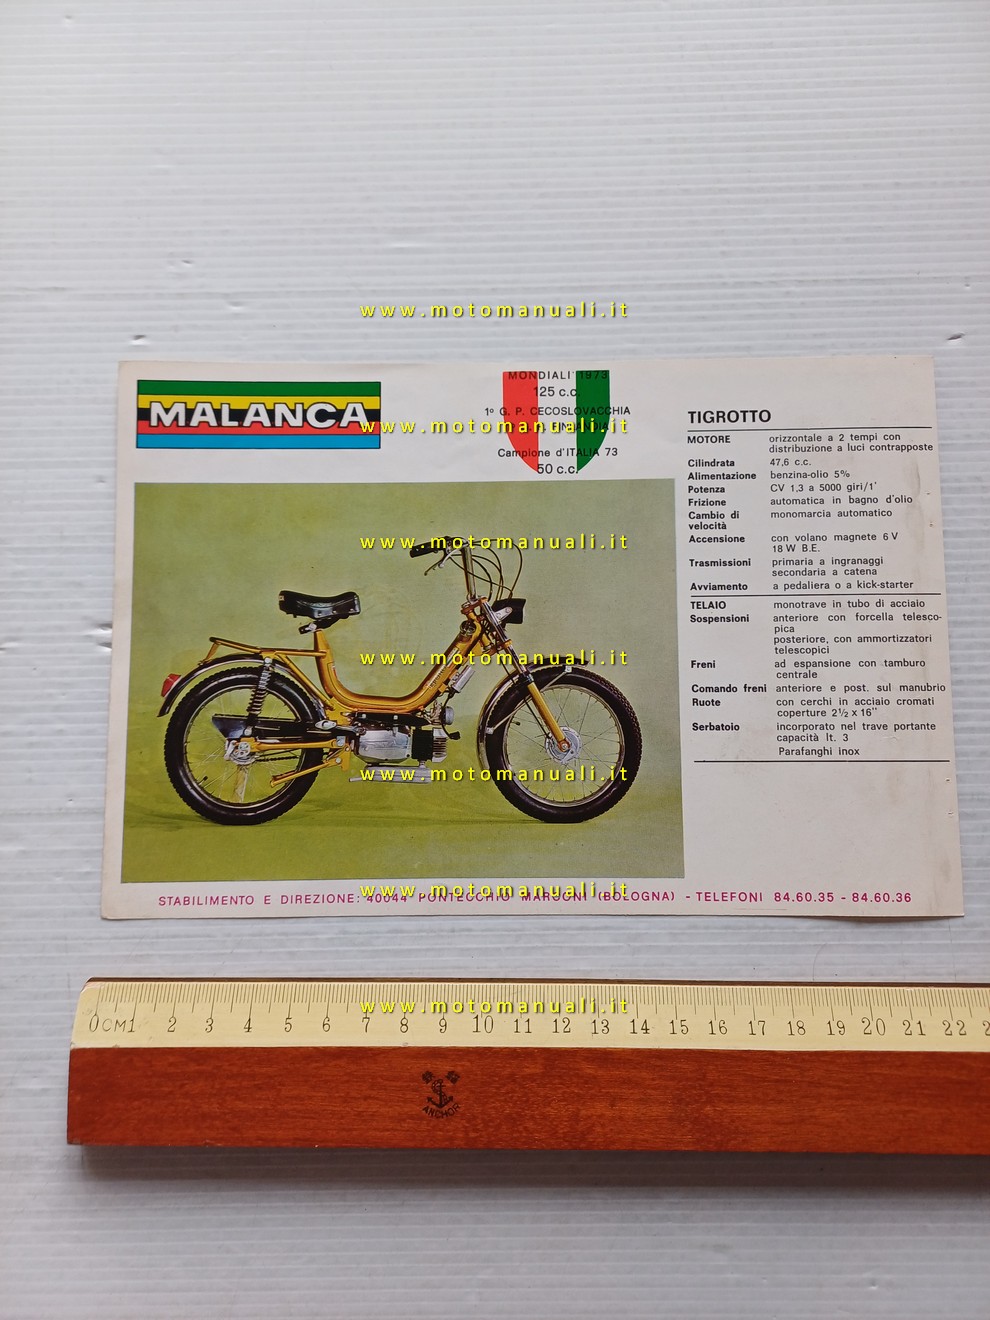 www.motomanuali.it
MALANCA
MONDIALI 1973
125 c.c.
1º G. P. CECOSLOVACCHIA
www.motomanuali.it
Campione d'ITALIA 73
50 c.c.
TIGROTTO
MOTORE orizzontale a 2 tempi con
distribuzione a luci contrapposte
Cilindrata 47,6 c.c.
Alimentazione benzina-olio 5%
Potenza CV 1,3 a 5000 giri/1'
Frizione automatica in bagno d'olio
Cambio di velocità monomarcia automatico
Accensione con volano magnete 6 V
18 W B.E.
Trasmissioni primaria a ingranaggi
secondaria a catena
Avviamento a pedaliera o a kick-starter
TELAIO monotrave in tubo di acciaio
Sospensioni anteriore con forcella telesco-
pica
posteriore, con ammortizzatori
telescopici
Freni ad espansione con tamburo
centrale
Comando freni anteriore e post. sul manubrio
Ruote con cerchi in acciaio cromati
coperture 2½ x 16"
Serbatoio incorporato nel trave portante
capacità lt. 3
Parafanghi inox
www.motomanuali.it
www.motomanuali.it
www.motomanuali.it
www.motomanuali.it
STABILIMENTO E DIREZIONE: 40044 PONTECCHIO MARCONI (BOLOGNA) - TELEFONI 84.60.35 - 84.60.36
www.motomanuali.it
0CM1 2 3 4 5 6 7 8 9 10 11 12 13 14 15 16 17 18 19 20 21 22
ANCHOR